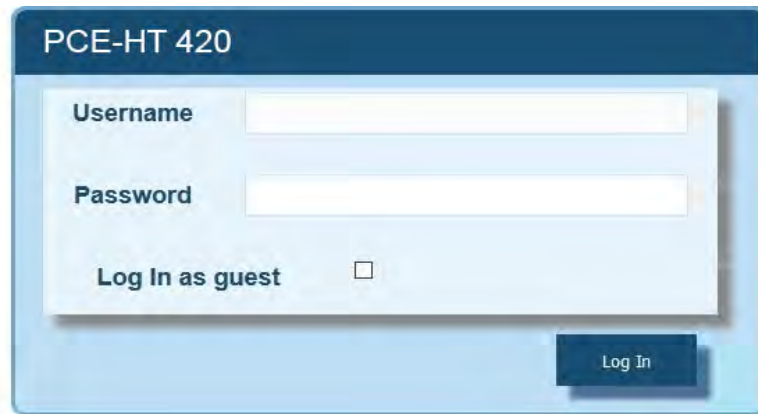 PCE-HT 420
Username
Password
Log In as guest
Log In